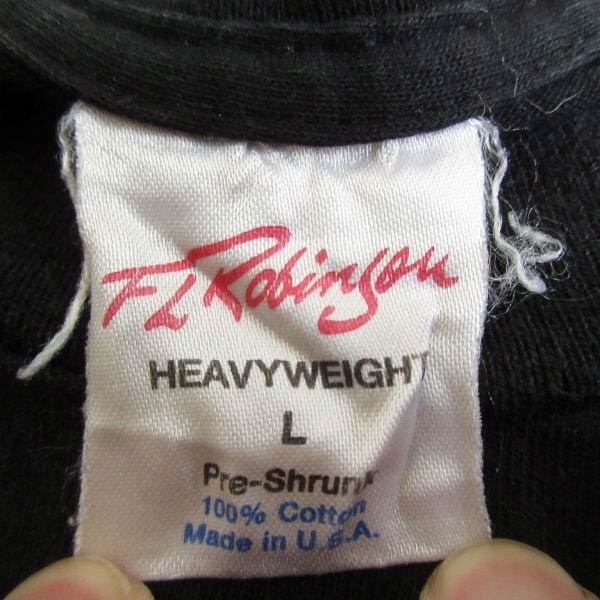 FL Robinson
HEAVYWEIGHT
L
Pre-Shrunk
100% Cotton
Made in U.S.A.